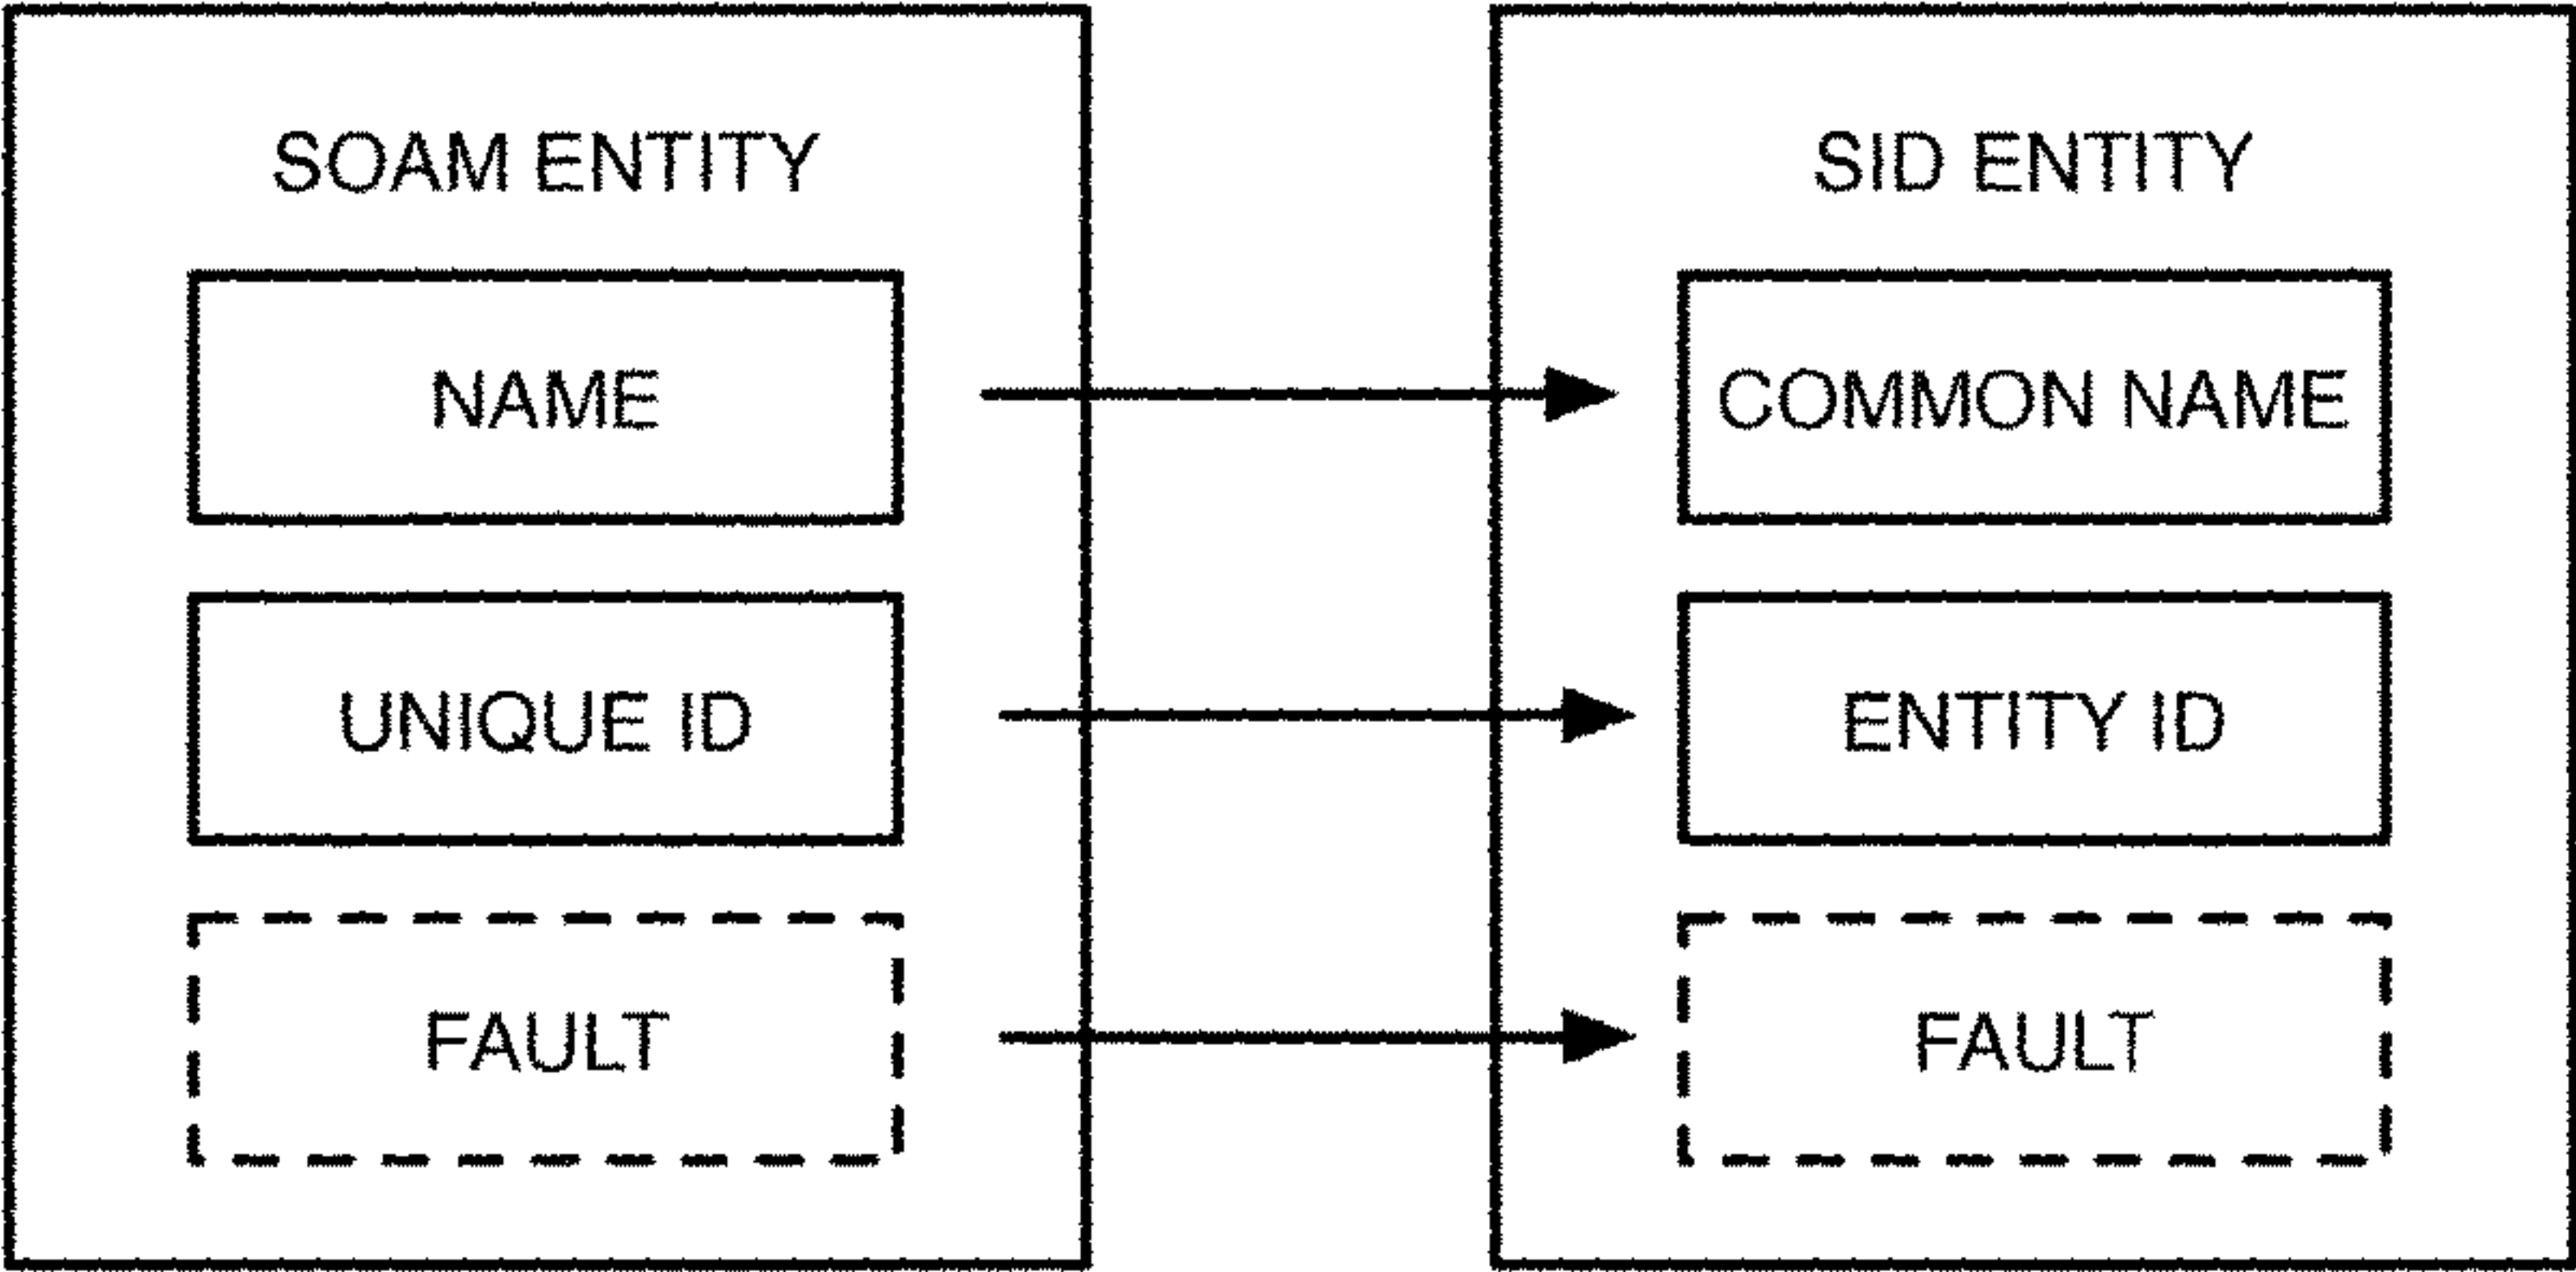 SOAM ENTITY
NAME
UNIQUE ID
FAULT
SID ENTITY
COMMON NAME
ENTITY ID
FAULT